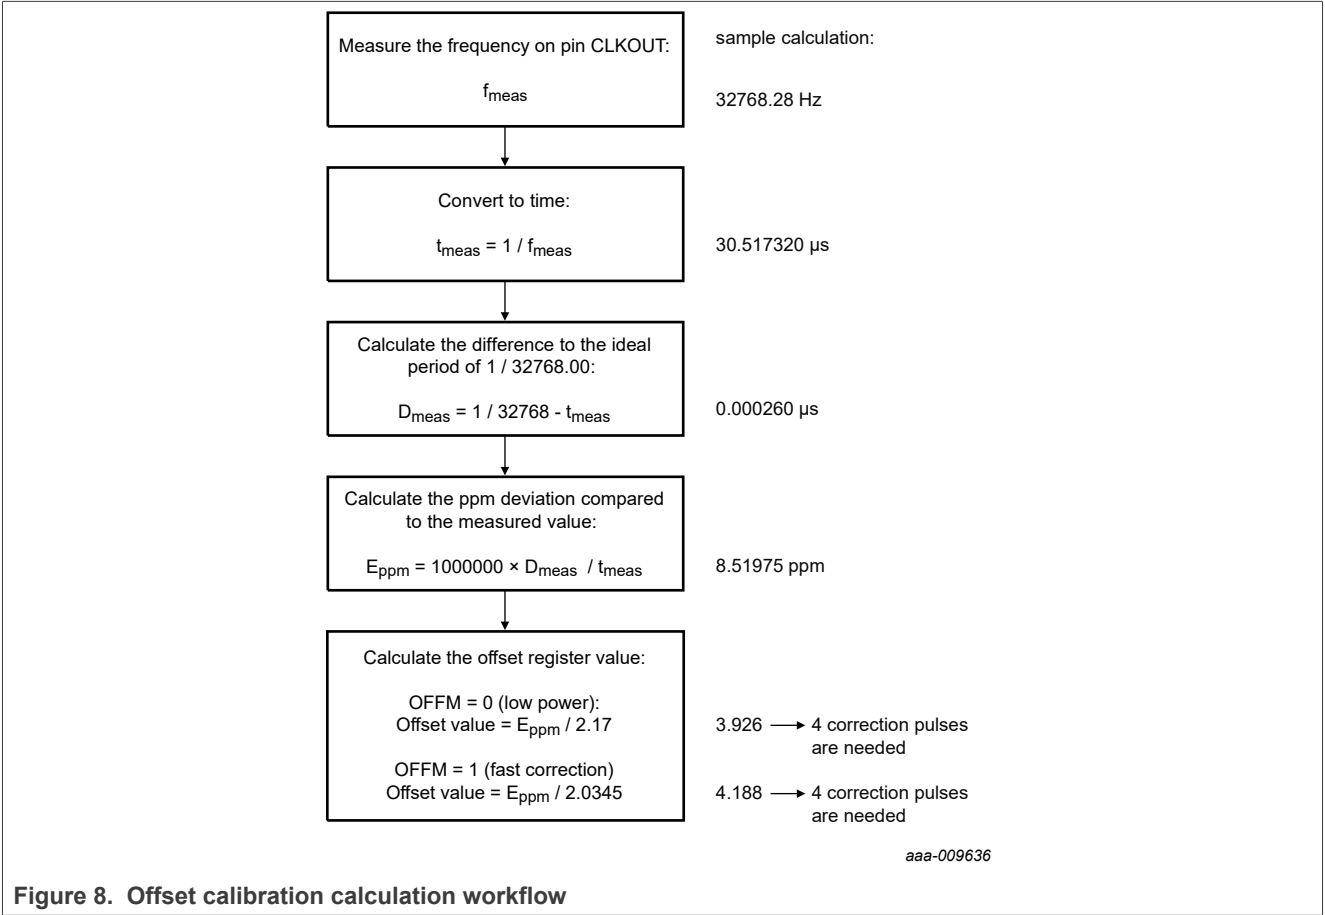 Measure the frequency on pin CLKOUT:
fmeas
sample calculation:
32768.28 Hz
Convert to time:
tmeas = 1 / fmeas
30.517320 μs
Calculate the difference to the ideal
period of 1 / 32768.00:
Dmeas = 1 / 32768 - tmeas
0.000260 μs
Calculate the ppm deviation compared
to the measured value:
Eppm = 1000000 × Dmeas / tmeas
8.51975 ppm
Calculate the offset register value:
OFFM = 0 (low power):
Offset value = Eppm / 2.17
3.926
4 correction pulses
are needed
OFFM = 1 (fast correction)
Offset value = Eppm / 2.0345
4.188
4 correction pulses
are needed
aaa-009636
Figure 8. Offset calibration calculation workflow